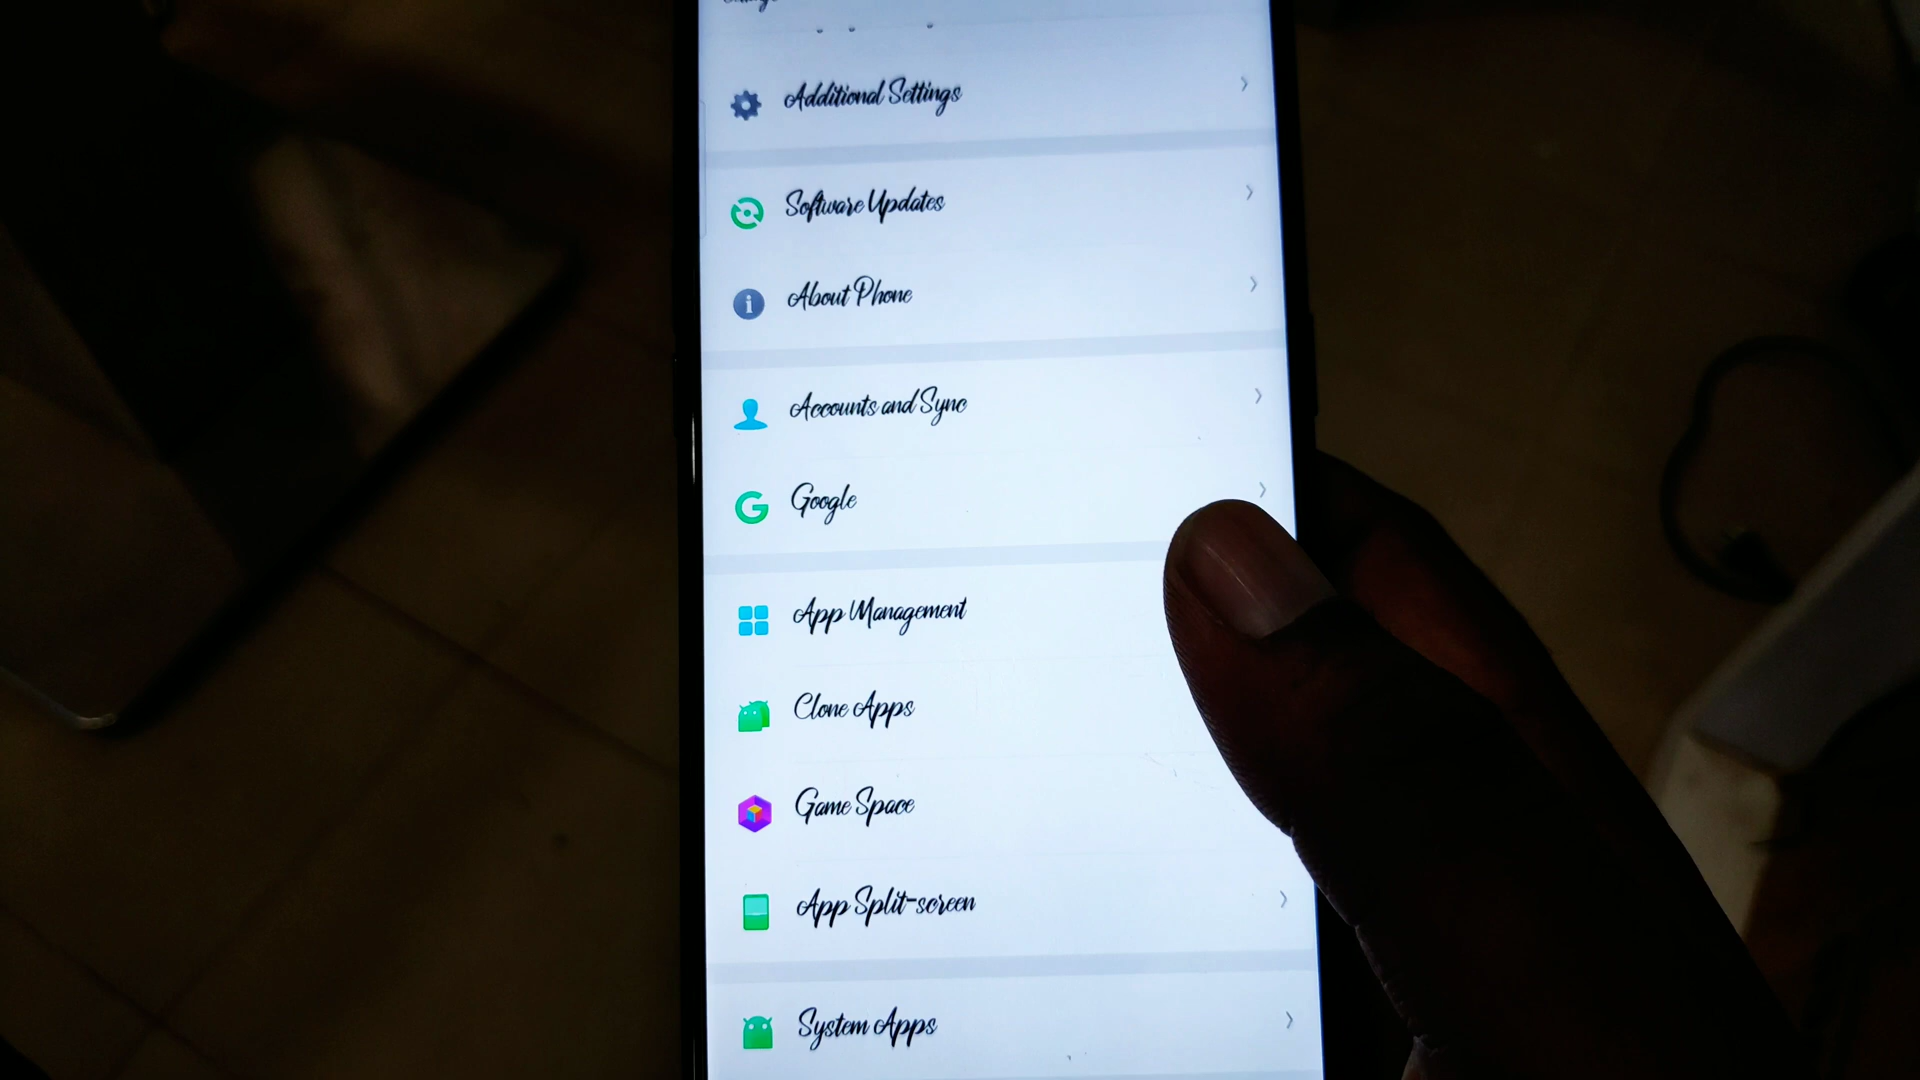 Settings
Additional Settings
Software Updates
About Phone
Accounts and Sync
Google
App Management
Clone Apps
Game Space
App Split-screen
System Apps